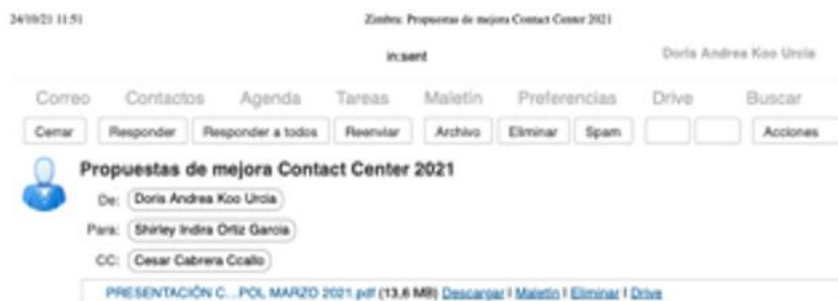 24/10/21 11:51 Zimbra: Propuestas de mejora Contact Center 2021
in:sent Doris Andrea Koo Urcia
Correo Contactos Agenda Tareas Maletín Preferencias Drive Buscar
Cerrar Responder Responder a todos Reenviar Archivo Eliminar Spam Acciones
Propuestas de mejora Contact Center 2021
De: Doris Andrea Koo Urcia
Para: Shirley Indira Ortiz Garcia
CC: Cesar Cabrera Ccallo
PRESENTACIÓN C...POL MARZO 2021.pdf (13,6 MB) Descargar | Maletín | Eliminar | Drive